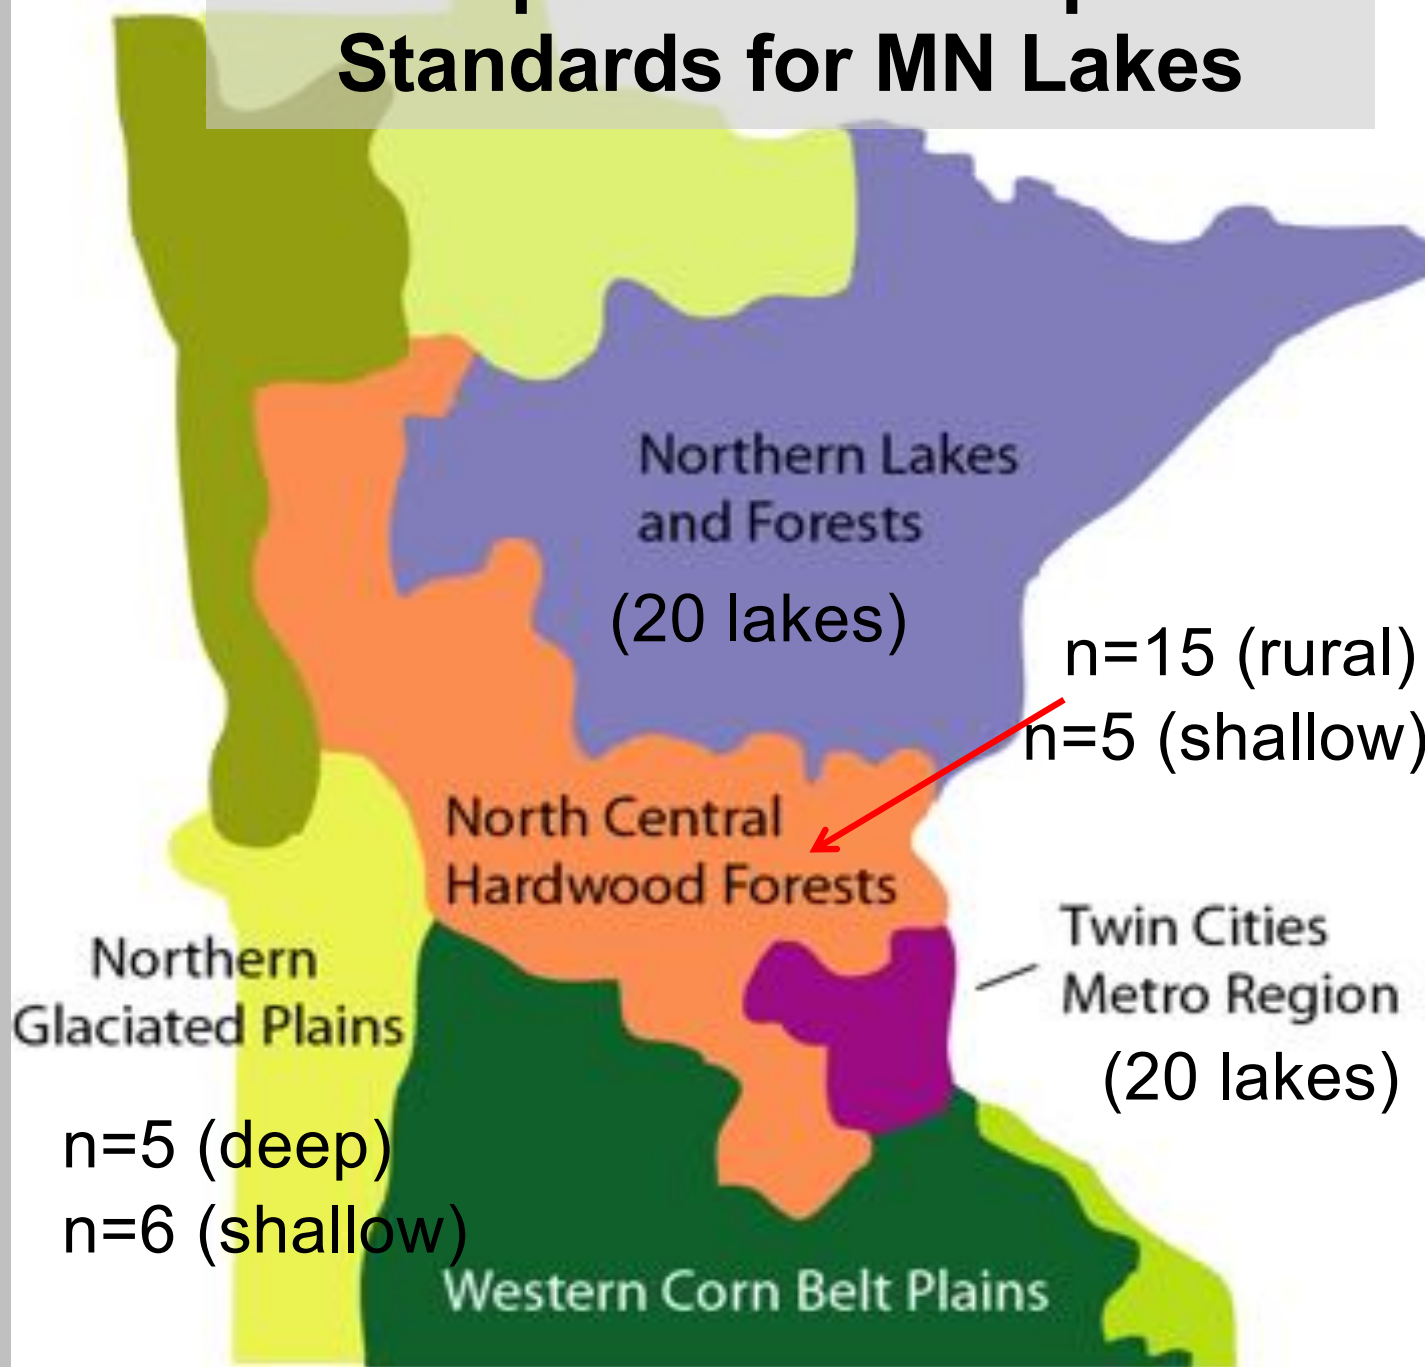 Standards for MN Lakes
Northern Lakes
and Forests
(20 lakes)
n=15 (rural)
n=5 (shallow)
North Central
Hardwood Forests
Twin Cities
Metro Region
(20 lakes)
Northern
Glaciated Plains
n=5 (deep)
n=6 (shallow)
Western Corn Belt Plains